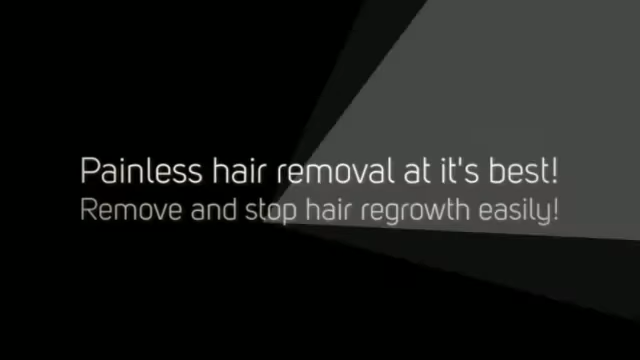 Painless hair removal at it's best!
Remove and stop hair regrowth easily!